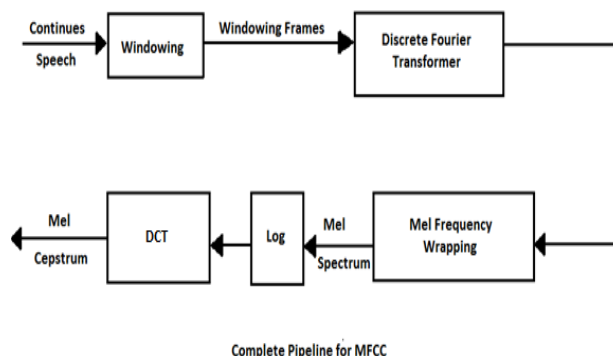 Continues
Speech
Windowing
Windowing Frames
Discrete Fourier
Transformer
Mel
Cepstrum
DCT
Log
Mel
Spectrum
Mel Frequency
Wrapping
Complete Pipeline for MFCC